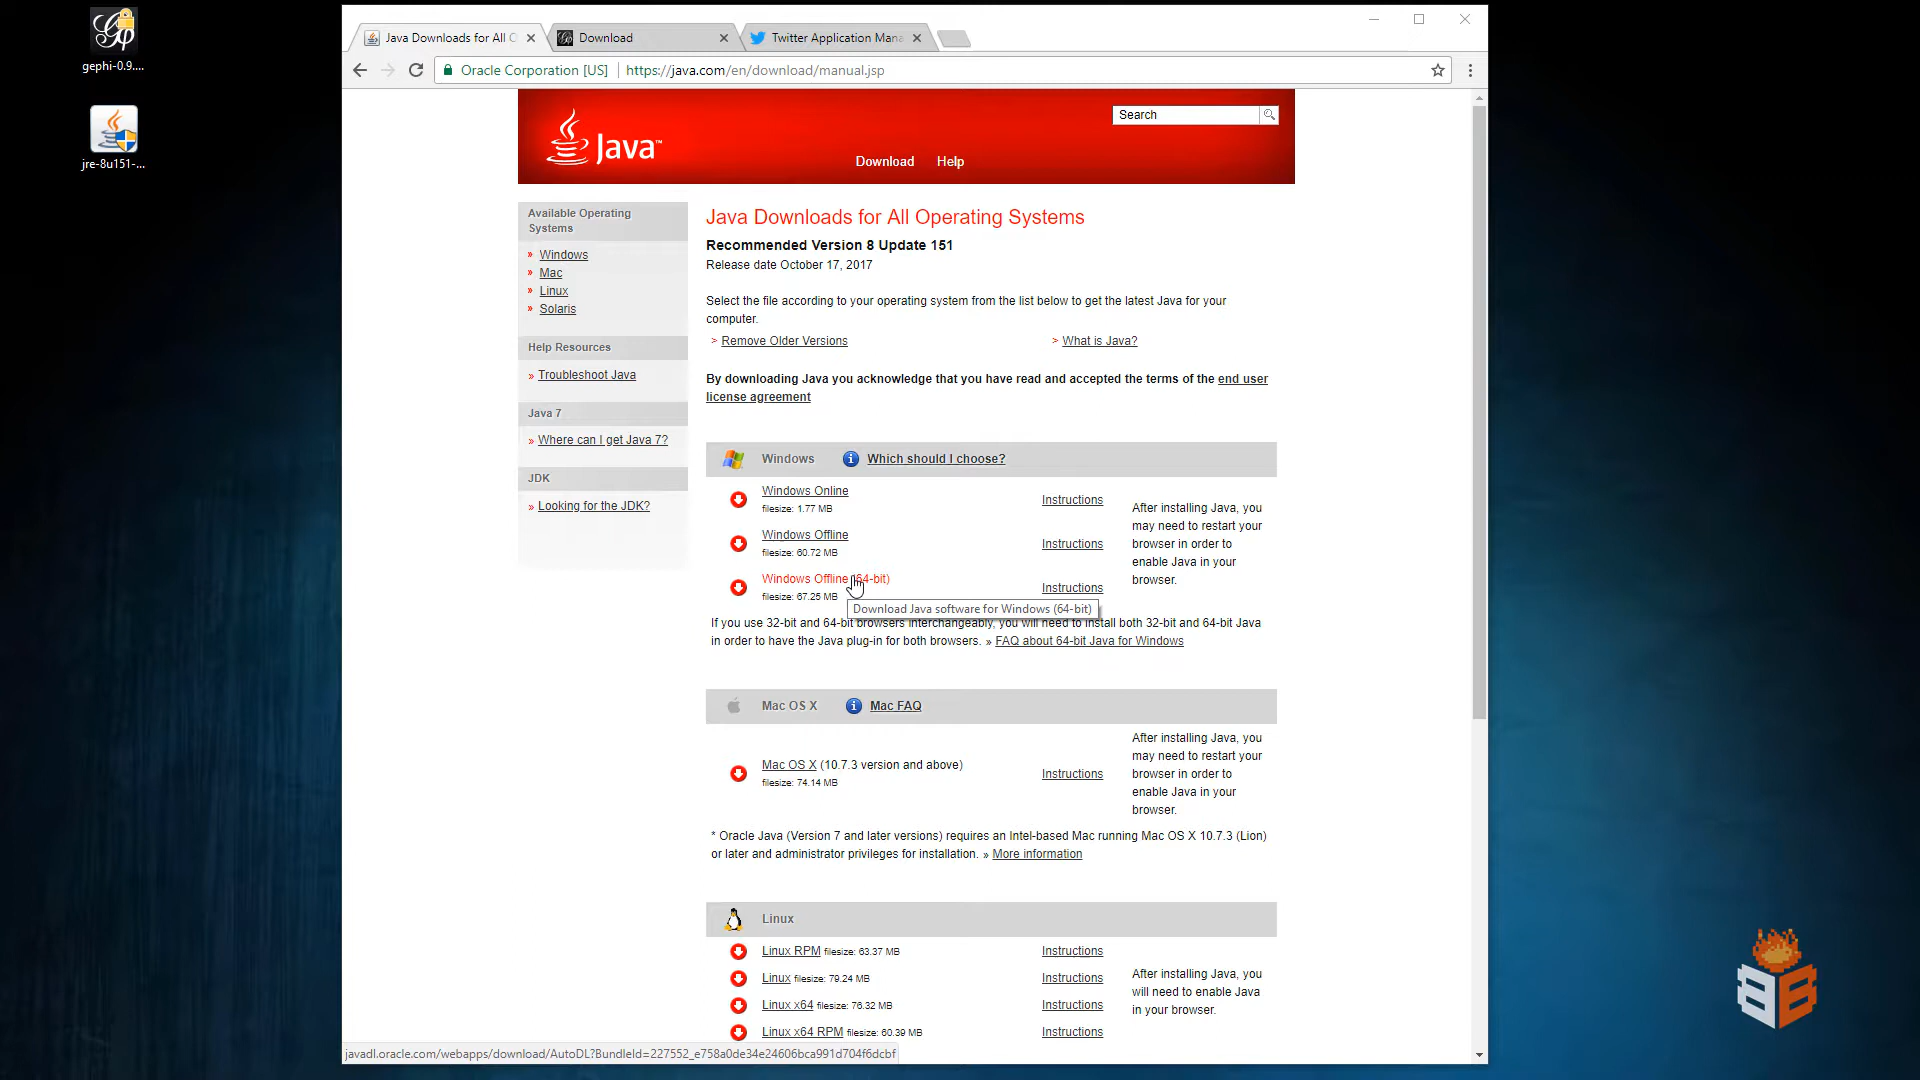 gephi-0.9....
jre-8u151-...
Java Downloads for All O
Download
Twitter Application Mana
Oracle Corporation [US]
https://java.com/en/download/manual.jsp
Java™
Search
Download Help
Available Operating
Systems
» Windows
» Mac
» Linux
» Solaris
Help Resources
» Troubleshoot Java
Java 7
» Where can I get Java 7?
JDK
» Looking for the JDK?
Java Downloads for All Operating Systems
Recommended Version 8 Update 151
Release date October 17, 2017
Select the file according to your operating system from the list below to get the latest Java for your
computer.
> Remove Older Versions
> What is Java?
By downloading Java you acknowledge that you have read and accepted the terms of the end user
license agreement
Windows
Which should I choose?
Windows Online
filesize: 1.77 MB
Instructions
Windows Offline
filesize: 60.72 MB
Instructions
Windows Offline (64-bit)
filesize: 67.25 MB
Instructions
After installing Java, you
may need to restart your
browser in order to
enable Java in your
browser.
Download Java software for Windows (64-bit)
If you use 32-bit and 64-bit browsers interchangeably, you will need to install both 32-bit and 64-bit Java
in order to have the Java plug-in for both browsers. » FAQ about 64-bit Java for Windows
Mac OS X
Mac FAQ
Mac OS X (10.7.3 version and above)
filesize: 74.14 MB
Instructions
After installing Java, you
may need to restart your
browser in order to
enable Java in your
browser.
* Oracle Java (Version 7 and later versions) requires an Intel-based Mac running Mac OS X 10.7.3 (Lion)
or later and administrator privileges for installation. » More information
Linux
Linux RPM filesize: 63.37 MB
Instructions
Linux filesize: 79.24 MB
Instructions
Linux x64 filesize: 76.32 MB
Instructions
Linux x64 RPM filesize: 60.39 MB
Instructions
After installing Java, you
will need to enable Java
in your browser.
javadl.oracle.com/webapps/download/AutoDL?BundleId=227552_e758a0de34e24606bca991d704f6dcbf